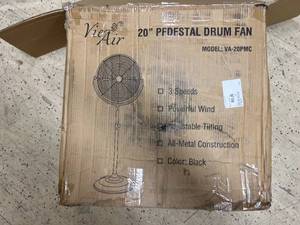 Vie Air
20" PEDESTAL DRUM FAN
MODEL: VA-20PMC
3 Speeds
Powerful Wind
Adjustable Tilting
All-Metal Construction
Color: Black